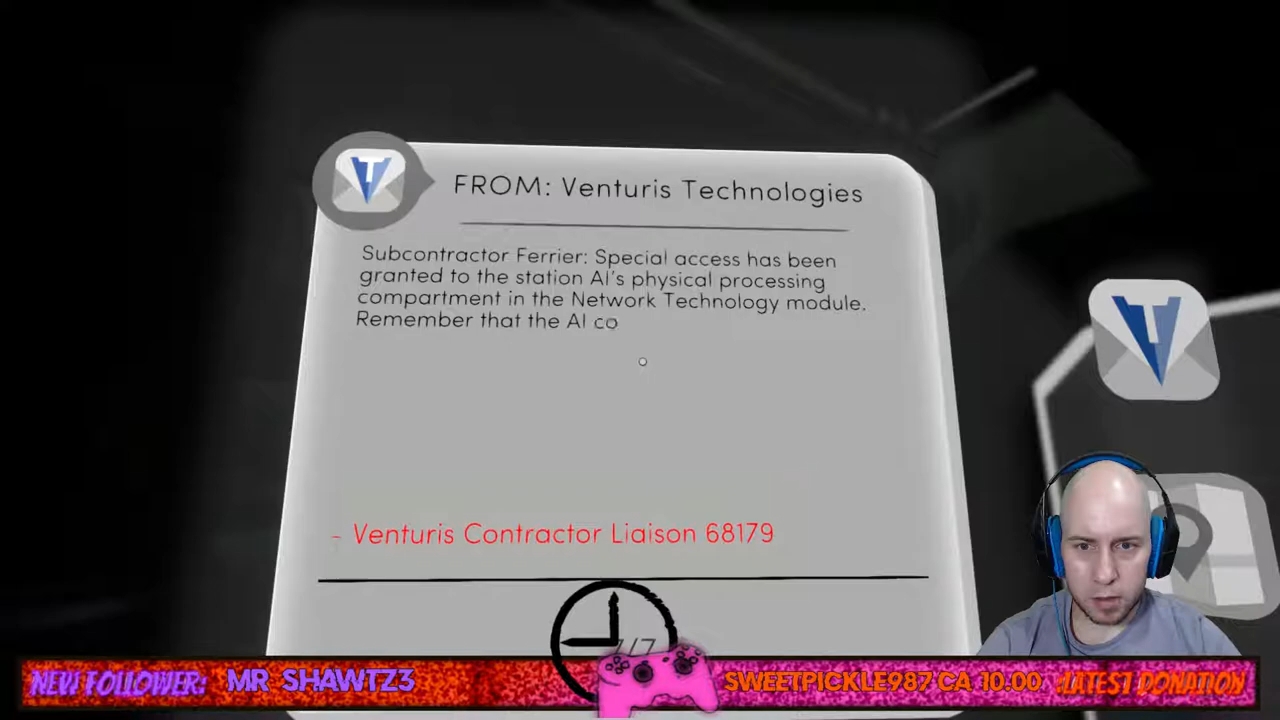 FROM: Venturis Technologies
Subcontractor Ferrier: Special access has been
granted to the station AI's physical processing
compartment in the Network Technology module.
Remember that the AI co
- Venturis Contractor Liaison 68179
7/7
NEW FOLLOWER: MR SHAWTZ3
SWEETPICKLE987 CA 10.00 :LATEST DONATION